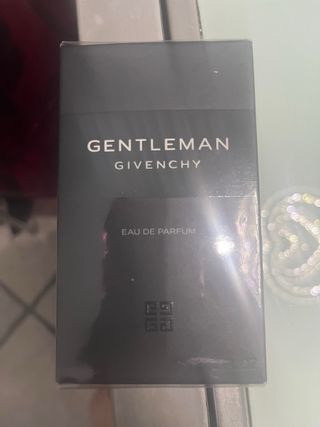 GENTLEMAN
GIVENCHY
EAU DE PARFUM